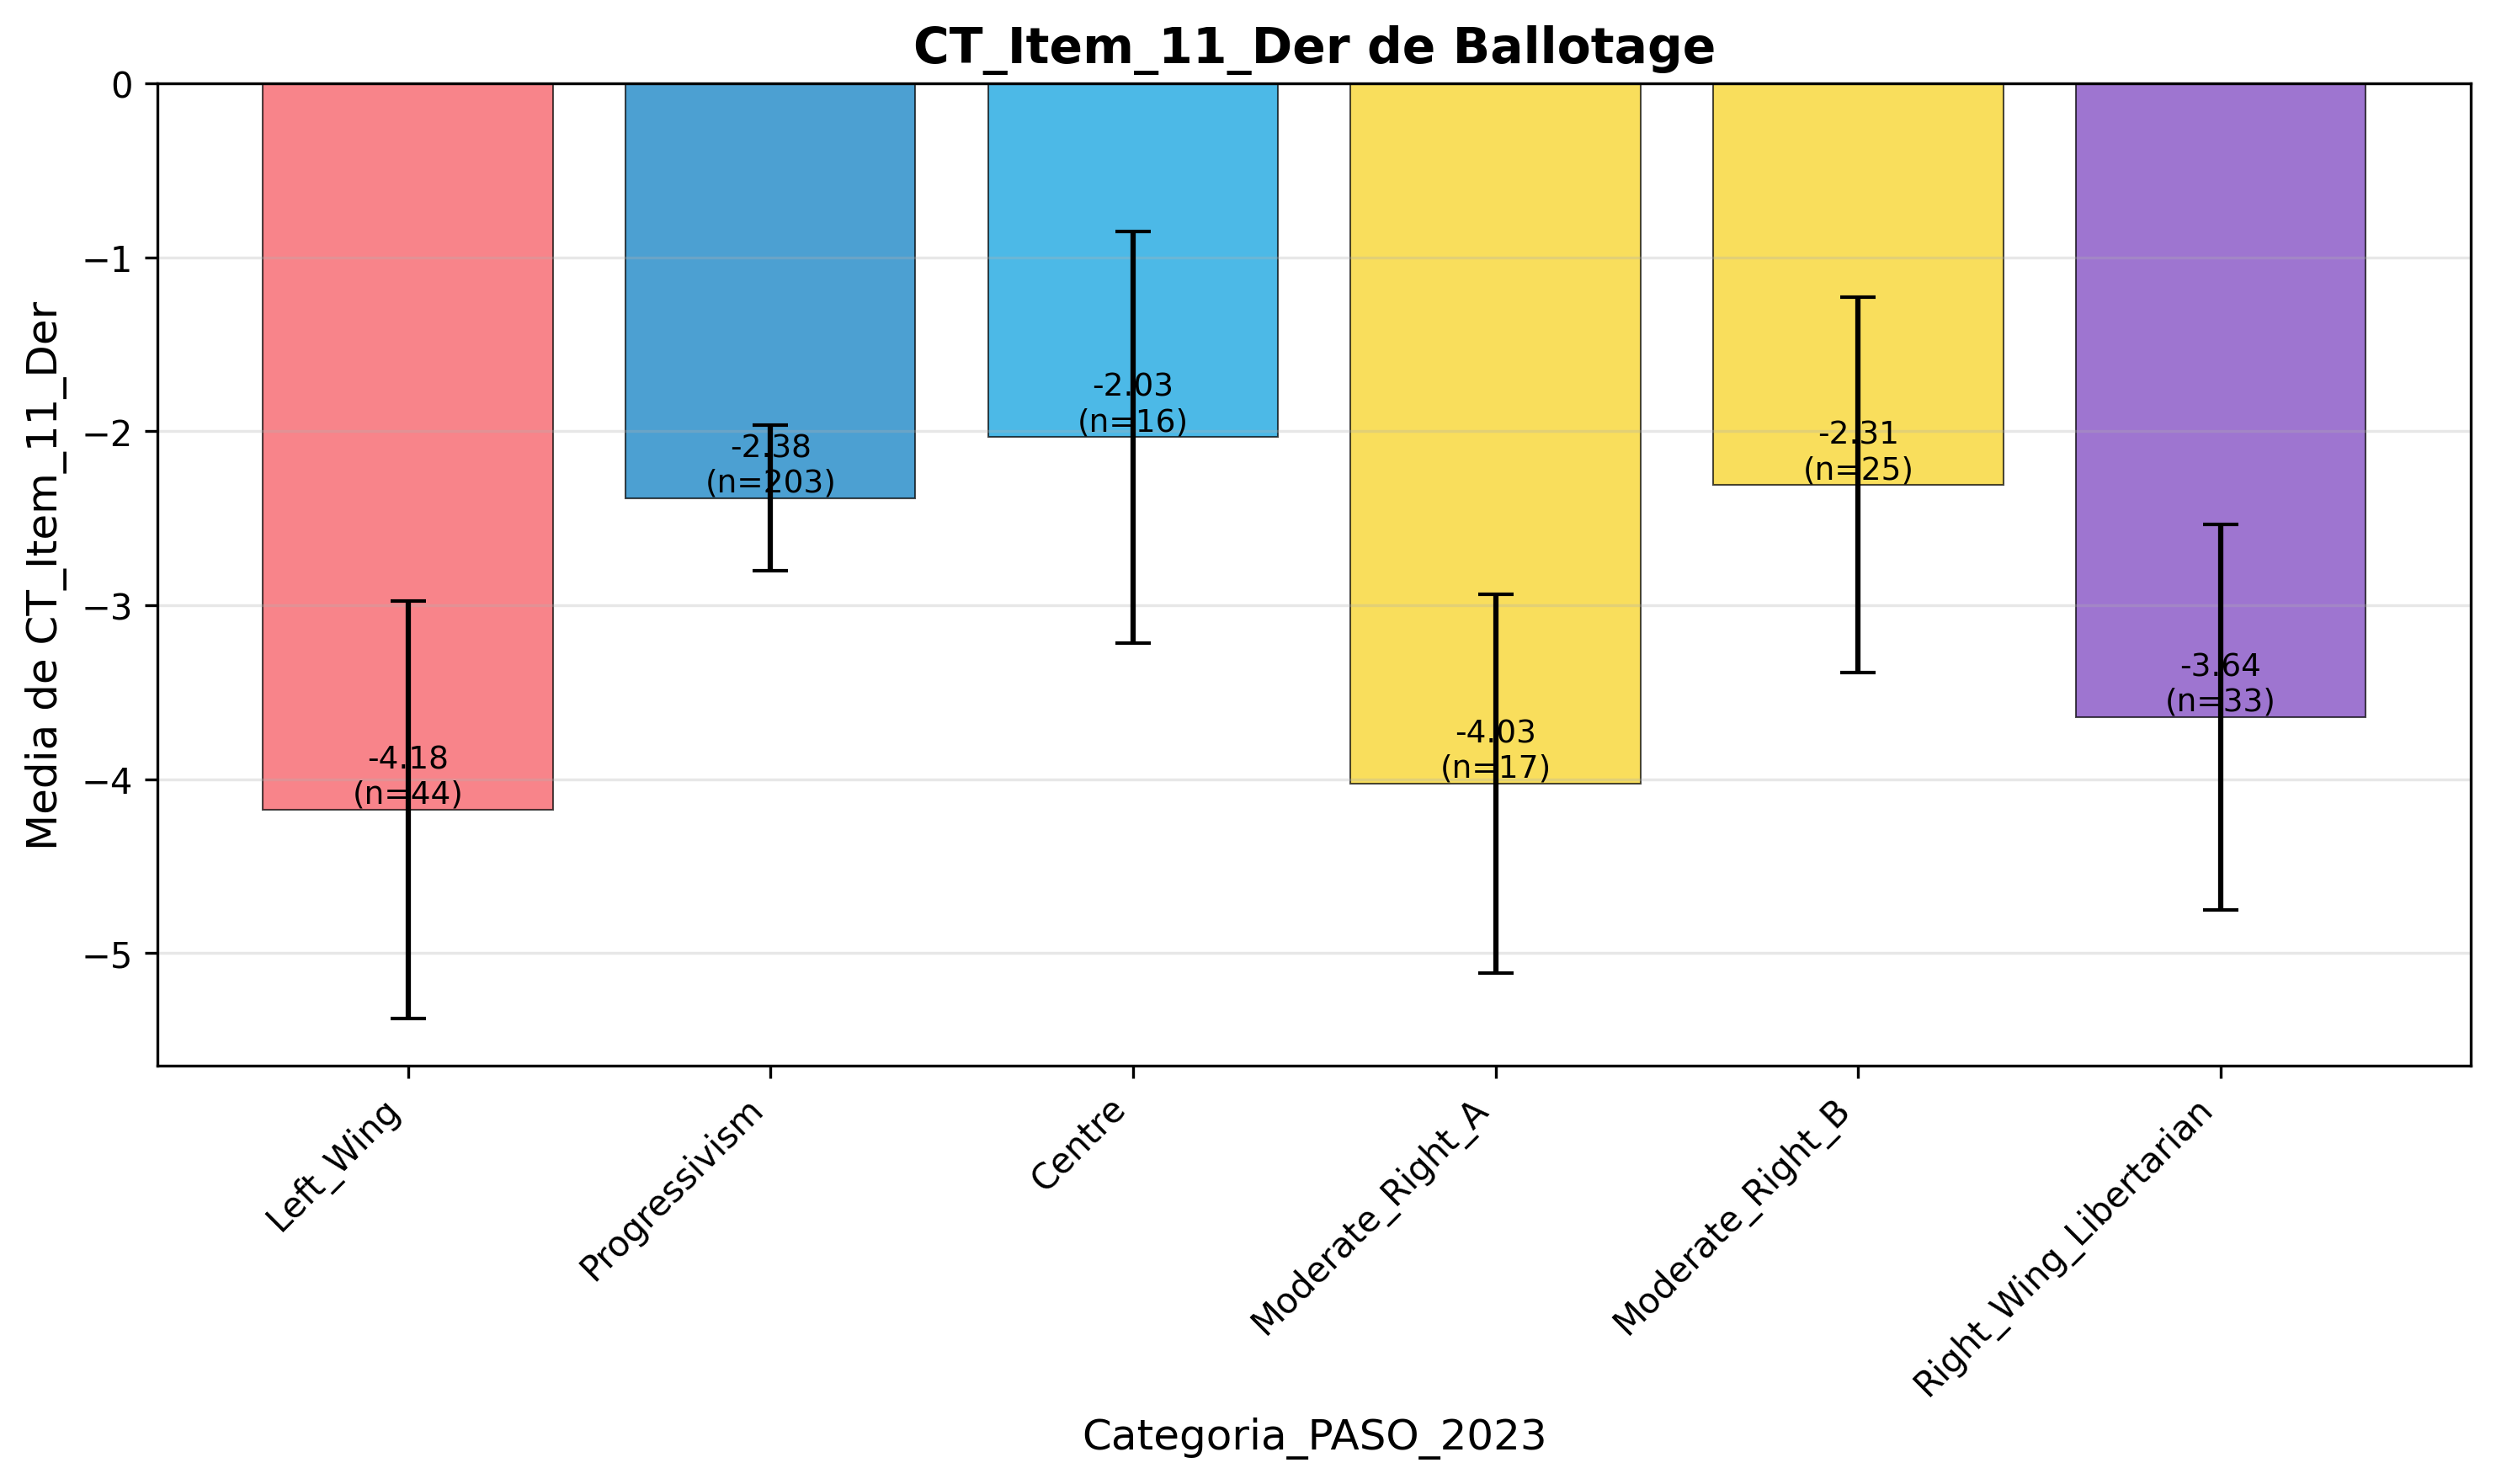 CT_Item_11_Der de Ballotage
Media de CT_Item_11_Der
0
−1
−2
−3
−4
−5
-4.18
(n=44)
-2.38
(n=203)
-2.03
(n=16)
-4.03
(n=17)
-2.31
(n=25)
-3.64
(n=33)
Left_Wing
Progressivism
Centre
Moderate_Right_A
Moderate_Right_B
Right_Wing_Libertarian
Categoria_PASO_2023